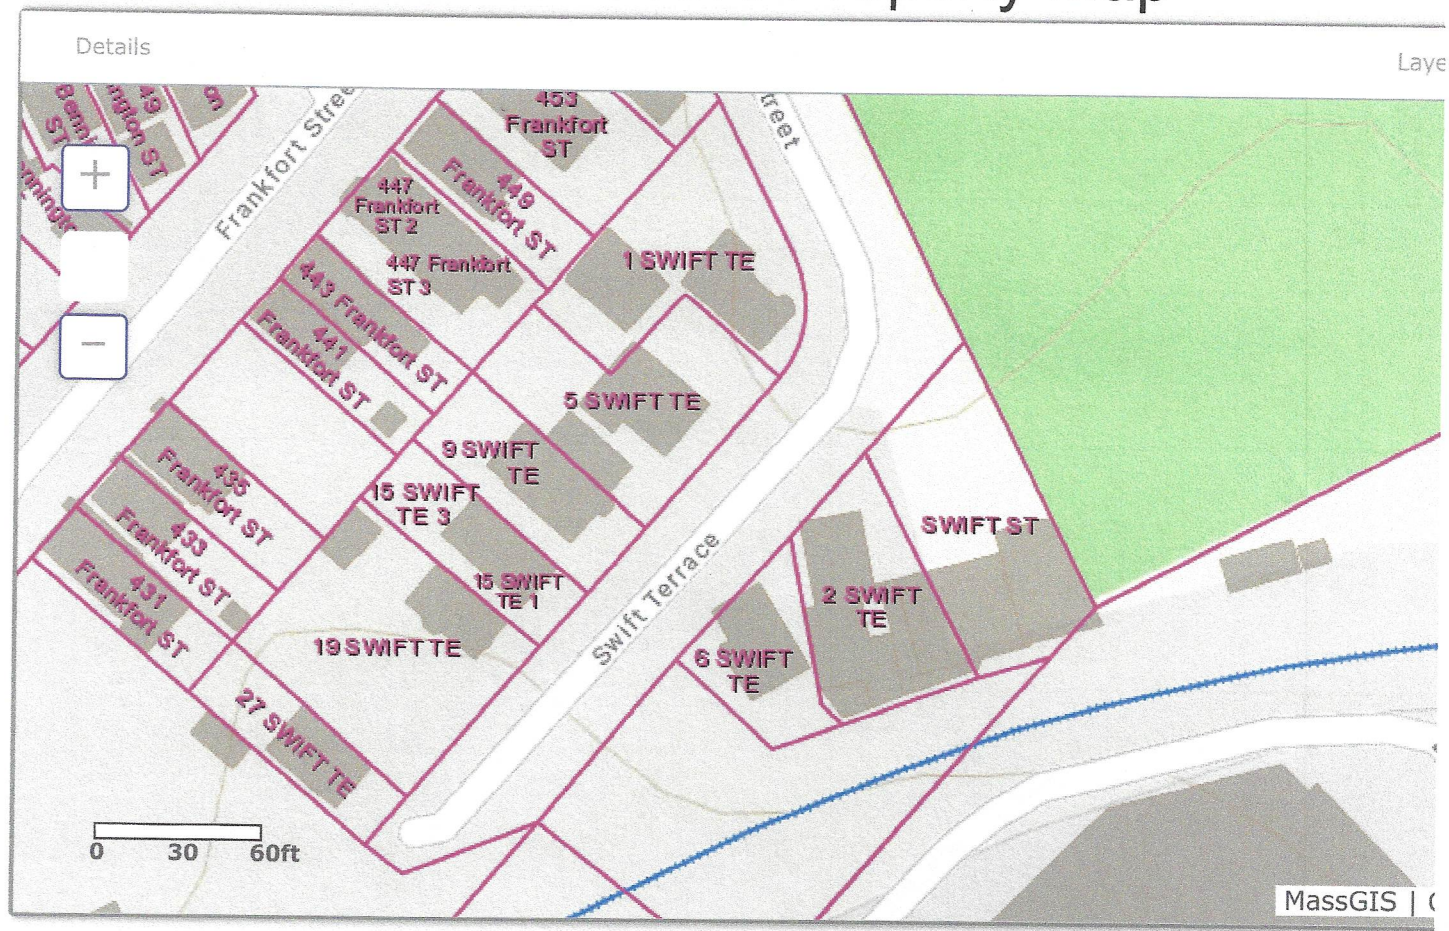 Details
Frankfort Stree
treet
453
Frankfort
ST
449
Frankfort ST
447
Frankfort
ST 2
447 Frankfort
ST 3
443 Frankfort ST
441
Frankfort ST
1 SWIFT TE
5 SWIFT TE
9 SWIFT
TE
15 SWIFT
TE 3
15 SWIFT
TE 1
435
Frankfort ST
433
Frankfort ST
431
Frankfort ST
19 SWIFT TE
27 SWIFT TE
Swift Terrace
SWIFT ST
2 SWIFT
TE
6 SWIFT
TE
+
−
0 30 60ft
MassGIS |